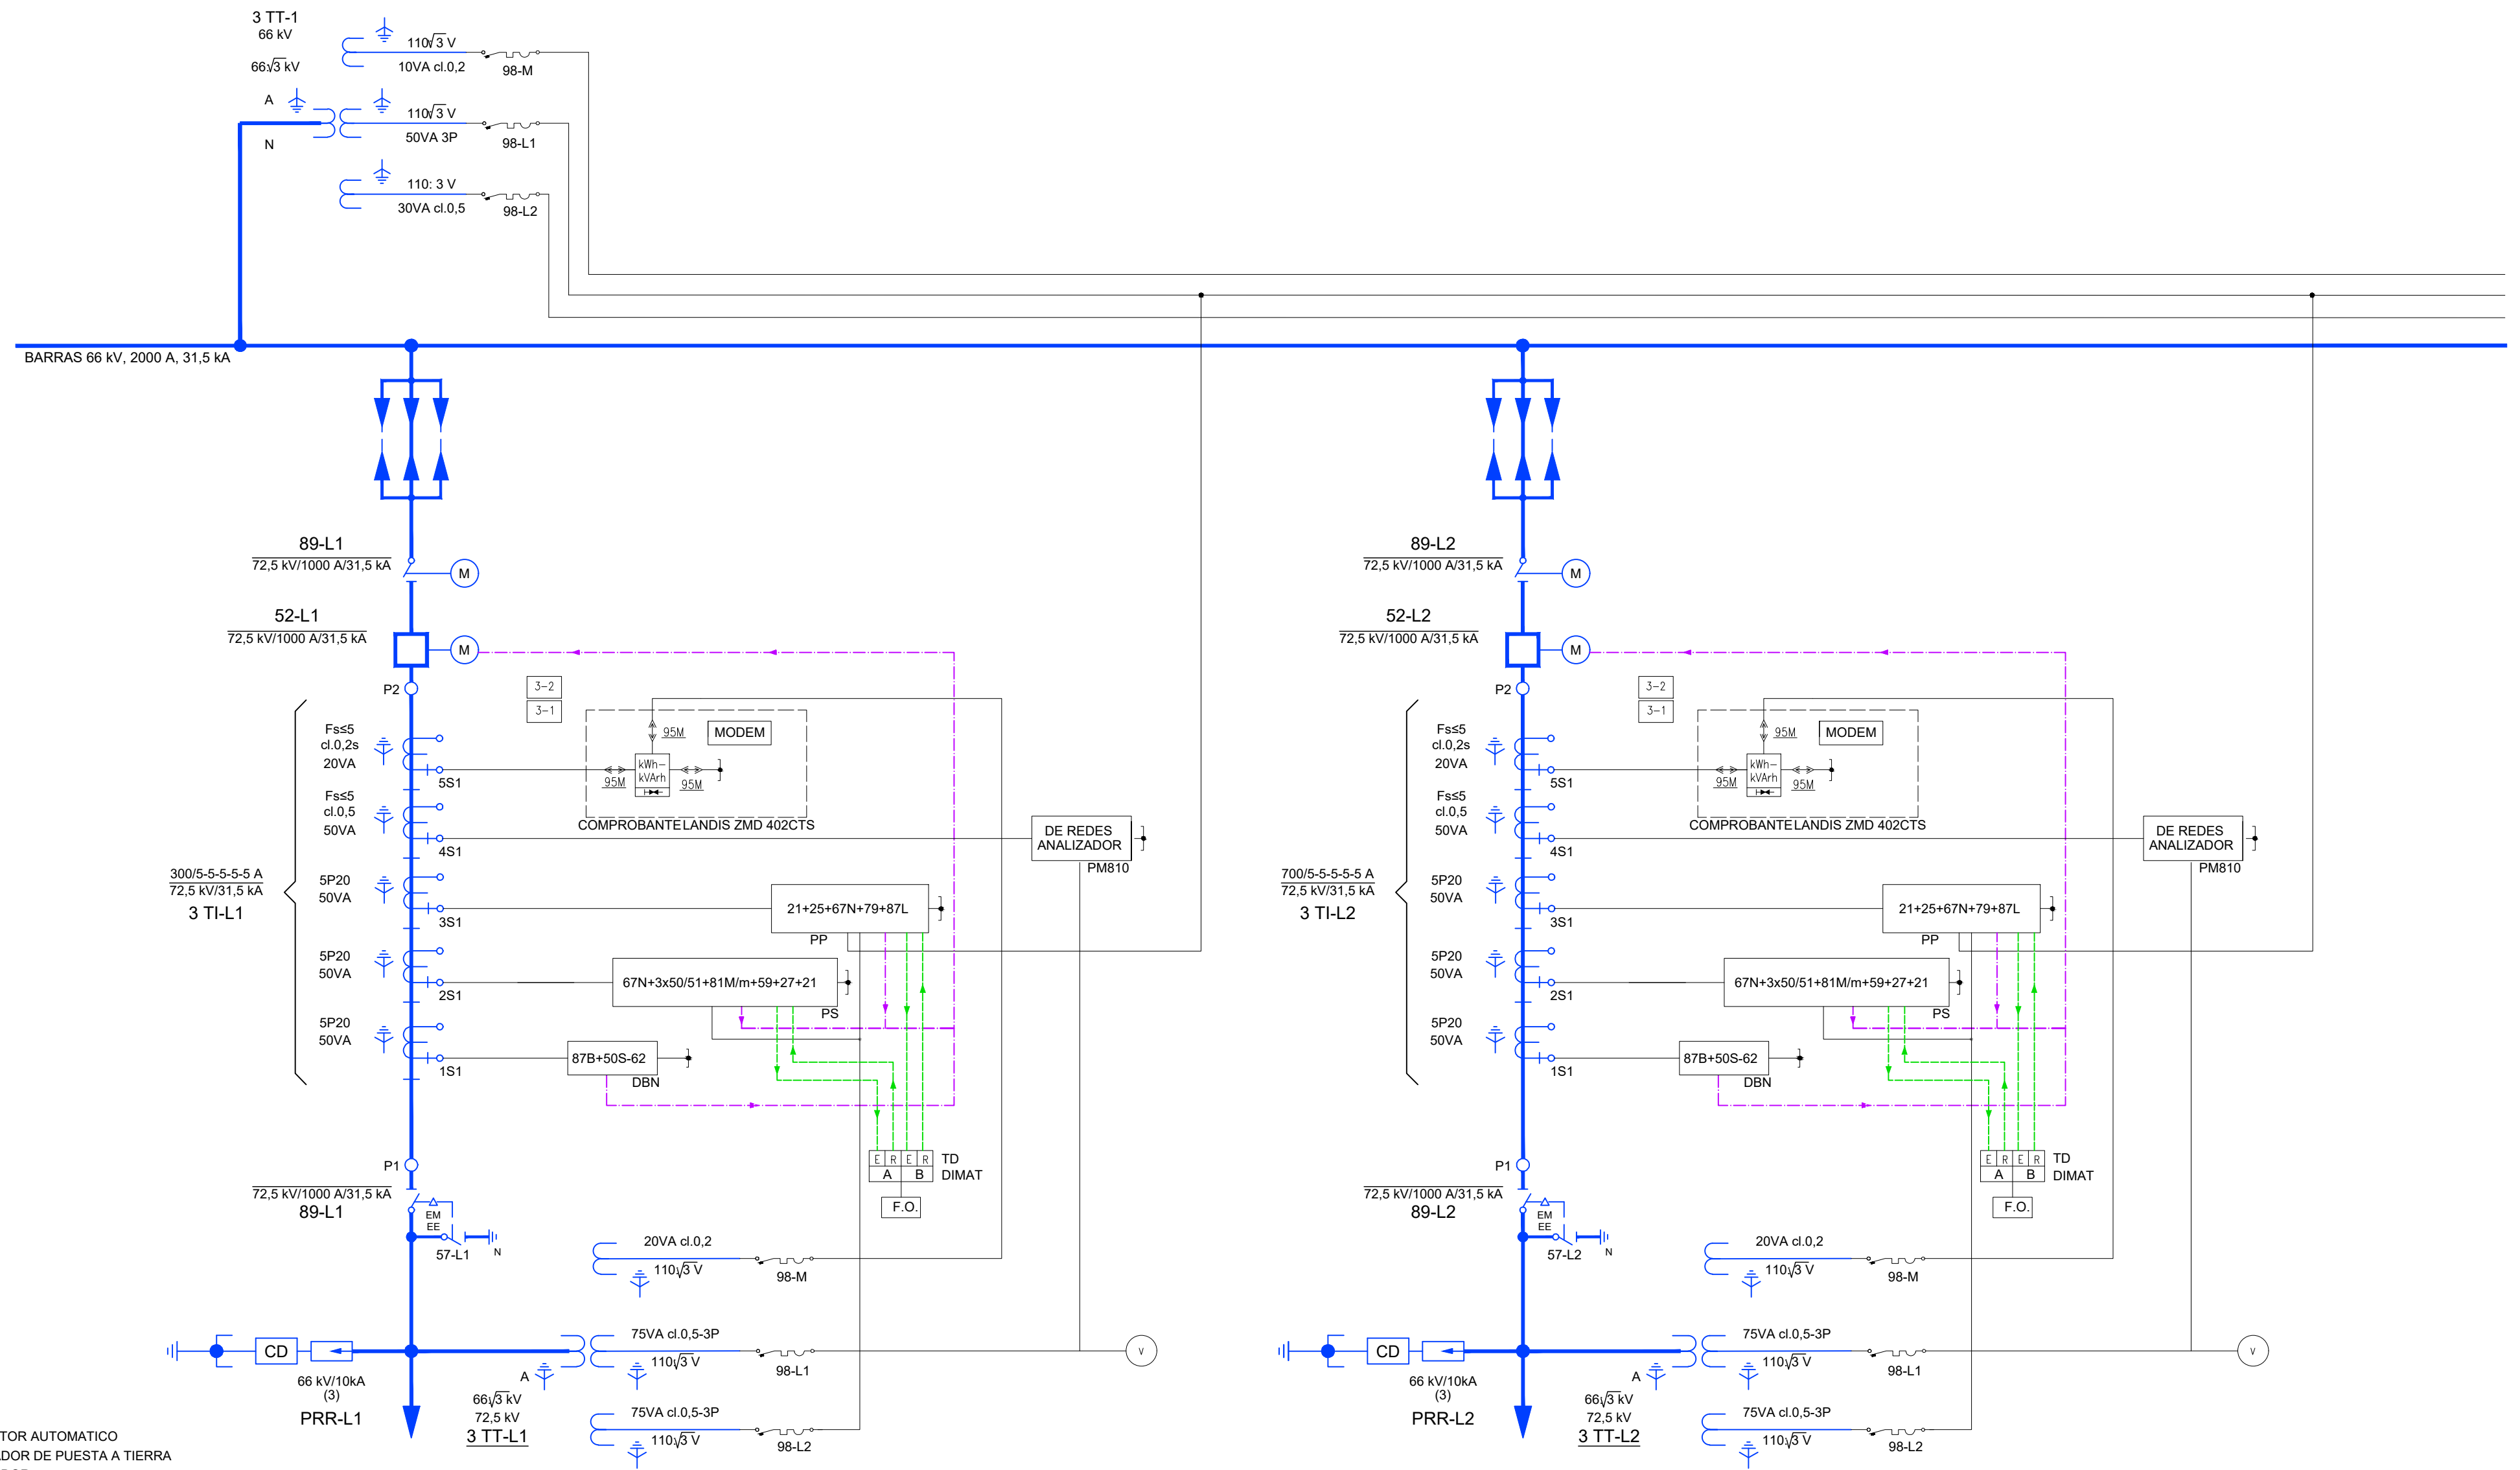 3 TT-1
66 kV
66:√3 kV
A
N
110:√3 V
10VA cl.0,2
98-M
110:√3 V
50VA 3P
98-L1
110: 3 V
30VA cl.0,5
98-L2
BARRAS 66 kV, 2000 A, 31,5 kA
89-L1
72,5 kV/1000 A/31,5 kA
M
52-L1
72,5 kV/1000 A/31,5 kA
M
P2
3-2
3-1
Fs≤5
cl.0,2s
20VA
5S1
95M
MODEM
kWh-
kVArh
95M
95M
COMPROBANTE LANDIS ZMD 402CTS
Fs≤5
cl.0,5
50VA
4S1
DE REDES
ANALIZADOR
PM810
300/5-5-5-5-5 A
72,5 kV/31,5 kA
3 TI-L1
5P20
50VA
3S1
21+25+67N+79+87L
PP
5P20
50VA
2S1
67N+3x50/51+81M/m+59+27+21
PS
5P20
50VA
1S1
87B+50S-62
DBN
P1
E R E R
A B
TD
DIMAT
F.O.
72,5 kV/1000 A/31,5 kA
89-L1
EM
EE
57-L1
N
20VA cl.0,2
110:√3 V
98-M
75VA cl.0,5-3P
110:√3 V
98-L1
V
CD
66 kV/10kA
(3)
PRR-L1
A
66:√3 kV
72,5 kV
3 TT-L1
75VA cl.0,5-3P
110:√3 V
98-L2
89-L2
72,5 kV/1000 A/31,5 kA
M
52-L2
72,5 kV/1000 A/31,5 kA
M
P2
3-2
3-1
Fs≤5
cl.0,2s
20VA
5S1
95M
MODEM
kWh-
kVArh
95M
95M
COMPROBANTE LANDIS ZMD 402CTS
Fs≤5
cl.0,5
50VA
4S1
DE REDES
ANALIZADOR
PM810
700/5-5-5-5-5 A
72,5 kV/31,5 kA
3 TI-L2
5P20
50VA
3S1
21+25+67N+79+87L
PP
5P20
50VA
2S1
67N+3x50/51+81M/m+59+27+21
PS
5P20
50VA
1S1
87B+50S-62
DBN
P1
E R E R
A B
TD
DIMAT
F.O.
72,5 kV/1000 A/31,5 kA
89-L2
EM
EE
57-L2
N
20VA cl.0,2
110:√3 V
98-M
75VA cl.0,5-3P
110:√3 V
98-L1
V
CD
66 kV/10kA
(3)
PRR-L2
A
66:√3 kV
72,5 kV
3 TT-L2
75VA cl.0,5-3P
110:√3 V
98-L2
TOR AUTOMATICO
ADOR DE PUESTA A TIERRA